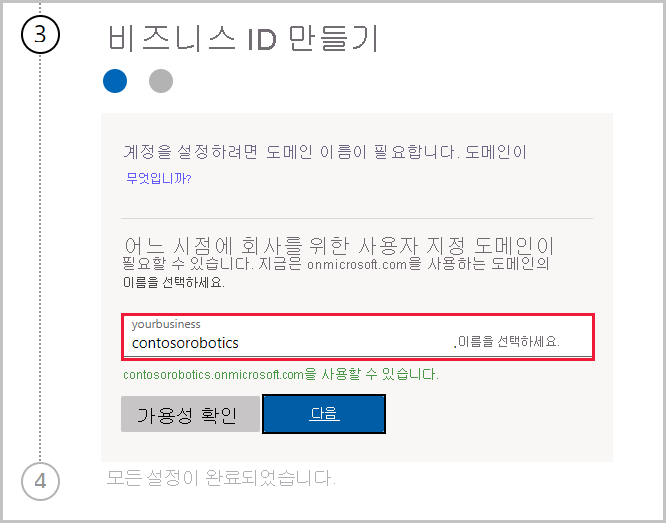 3
비즈니스 ID 만들기
계정을 설정하려면 도메인 이름이 필요합니다. 도메인이
무엇입니까?
어느 시점에 회사를 위한 사용자 지정 도메인이
필요할 수 있습니다. 지금은 onmicrosoft.com을 사용하는 도메인의
이름을 선택하세요.
yourbusiness
contosorobotics .이름을 선택하세요.
contosorobotics.onmicrosoft.com을 사용할 수 있습니다.
가용성 확인 다음
4
모든 설정이 완료되었습니다.